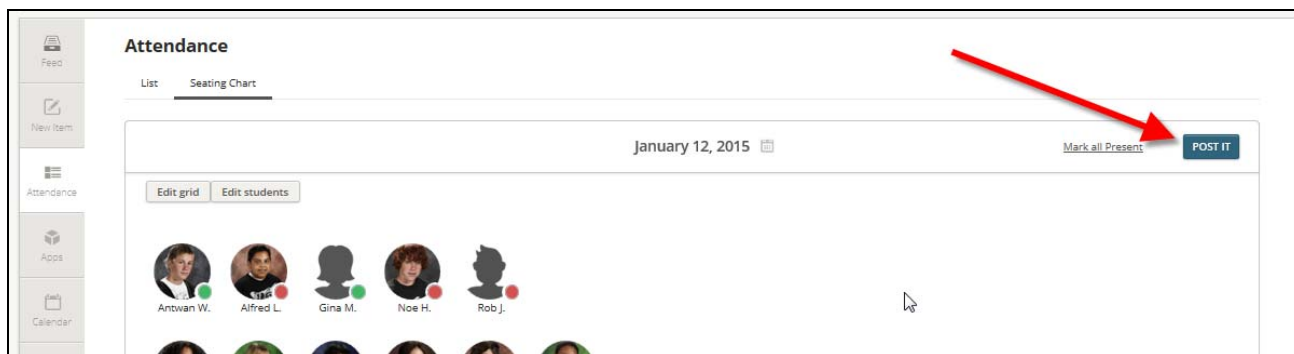 Feed
New Item
Attendance
Apps
Calendar
Attendance
List Seating Chart
January 12, 2015
Mark all Present
POST IT
Edit grid Edit students
Antwan W. Alfred L. Gina M. Noe H. Rob J.